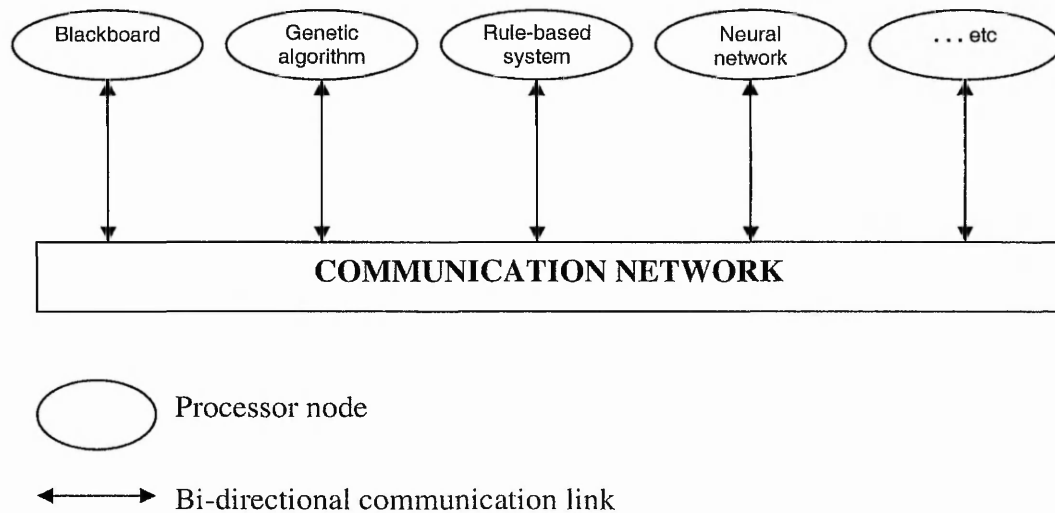 Blackboard
Genetic
algorithm
Rule-based
system
Neural
network
... etc
COMMUNICATION NETWORK
Processor node
Bi-directional communication link